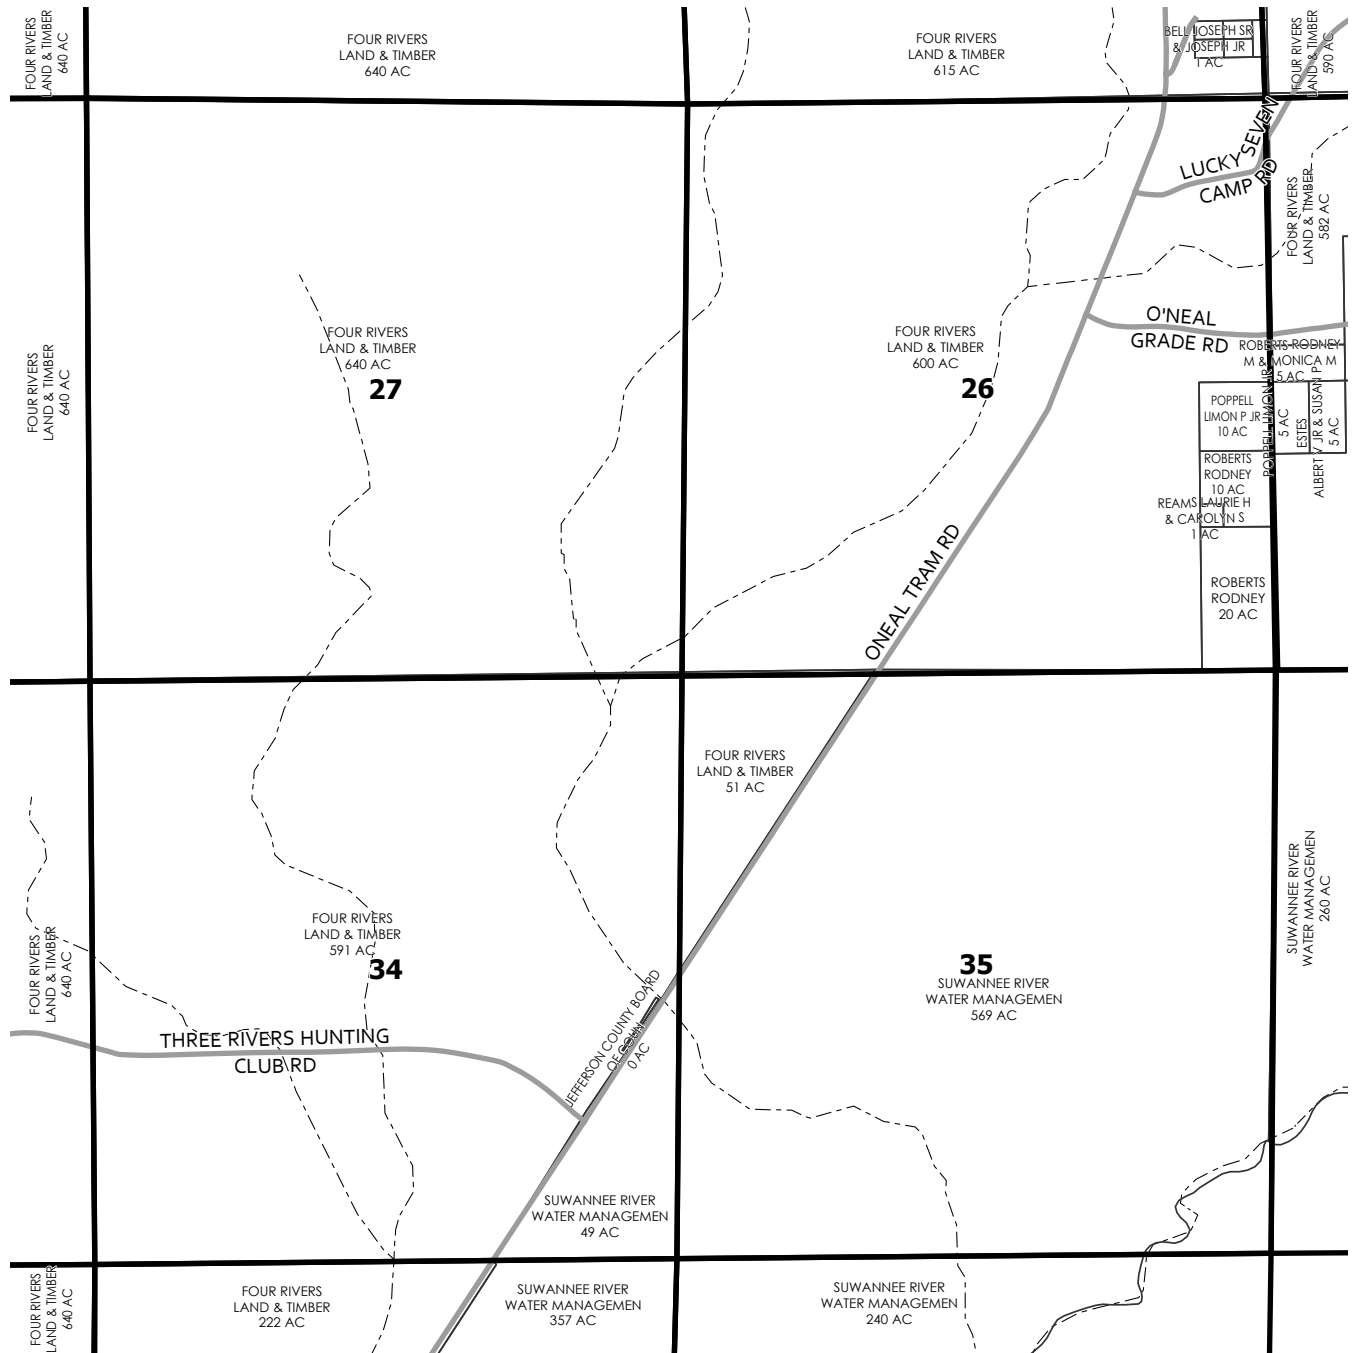 FOUR RIVERS
LAND & TIMBER
640 AC
FOUR RIVERS
LAND & TIMBER
640 AC
FOUR RIVERS
LAND & TIMBER
615 AC
BELL JOSEPH SR
& JOSEPH JR
1 AC
FOUR RIVERS
LAND & TIMBER
590 AC
LUCKY SEVEN
CAMP RD
FOUR RIVERS
LAND & TIMBER
582 AC
FOUR RIVERS
LAND & TIMBER
640 AC
FOUR RIVERS
LAND & TIMBER
640 AC
27
FOUR RIVERS
LAND & TIMBER
600 AC
26
O'NEAL
GRADE RD
ROBERTS RODNEY
M & MONICA M
5 AC
POPPELL
LIMON P JR
10 AC
POPPELL LIMON JR
5 AC
ESTES
ALBERT V JR & SUSAN P
5 AC
ROBERTS
RODNEY
10 AC
REAMS LAURIE H
& CAROLYN S
1 AC
ROBERTS
RODNEY
20 AC
ONEAL TRAM RD
FOUR RIVERS
LAND & TIMBER
51 AC
FOUR RIVERS
LAND & TIMBER
640 AC
FOUR RIVERS
LAND & TIMBER
591 AC
34
35
SUWANNEE RIVER
WATER MANAGEMEN
569 AC
SUWANNEE RIVER
WATER MANAGEMEN
260 AC
THREE RIVERS HUNTING
CLUB RD
JEFFERSON COUNTY BOARD
OF COUN
0 AC
SUWANNEE RIVER
WATER MANAGEMEN
49 AC
FOUR RIVERS
LAND & TIMBER
640 AC
FOUR RIVERS
LAND & TIMBER
222 AC
SUWANNEE RIVER
WATER MANAGEMEN
357 AC
SUWANNEE RIVER
WATER MANAGEMEN
240 AC